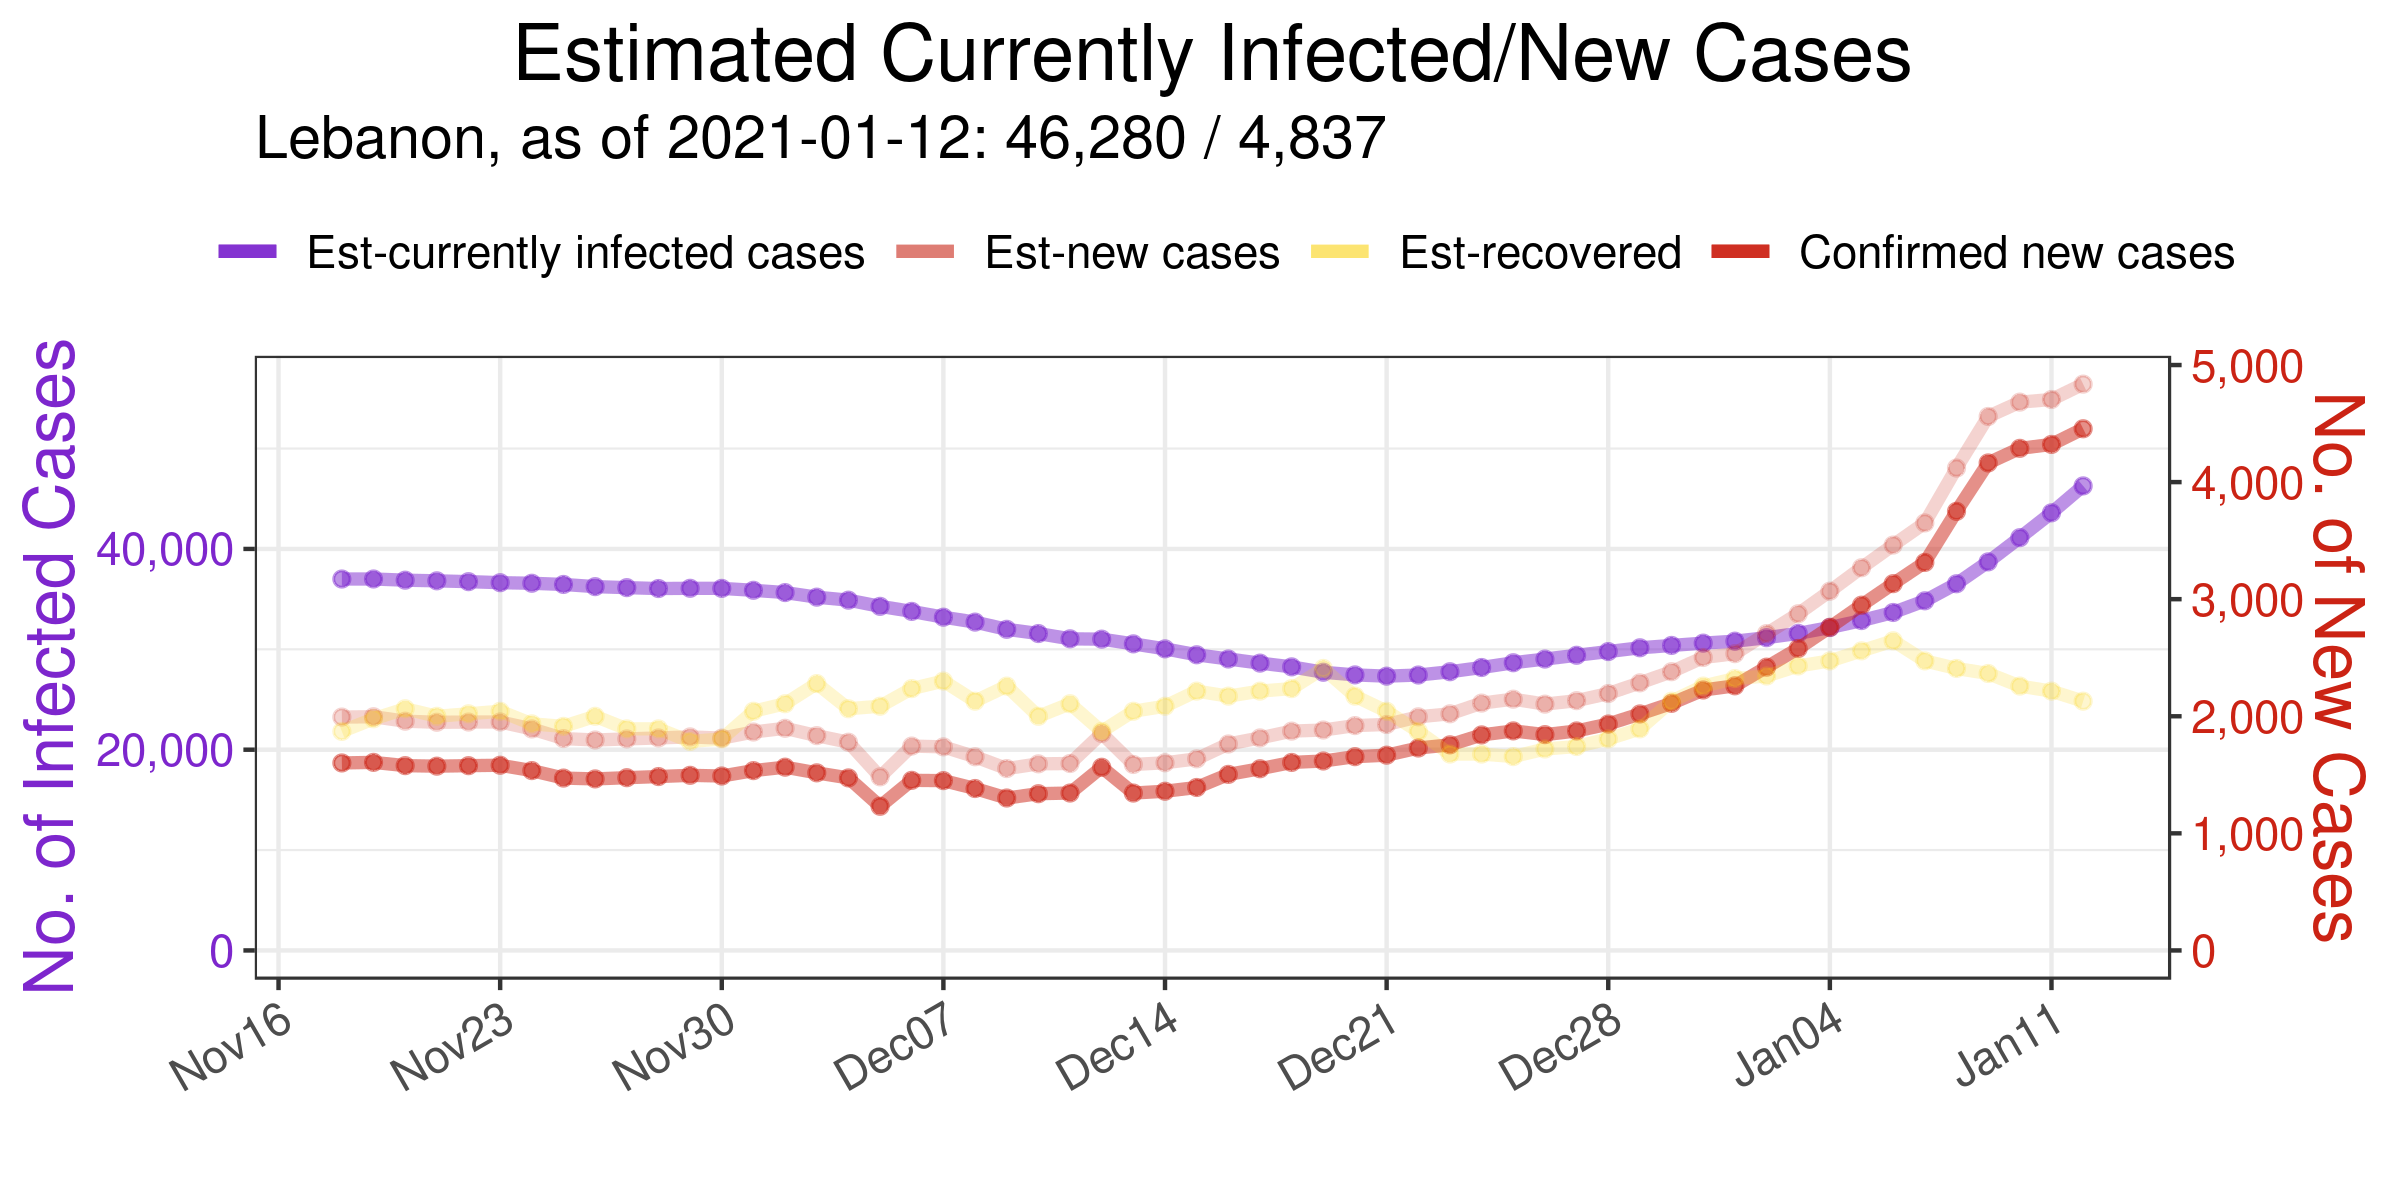 Estimated Currently Infected/New Cases
Lebanon, as of 2021-01-12: 46,280 / 4,837
Est-currently infected cases Est-new cases Est-recovered Confirmed new cases
No. of Infected Cases
40,000
20,000
0
5,000
4,000
3,000
2,000
1,000
0
No. of New Cases
Nov16 Nov23 Nov30 Dec07 Dec14 Dec21 Dec28 Jan04 Jan11